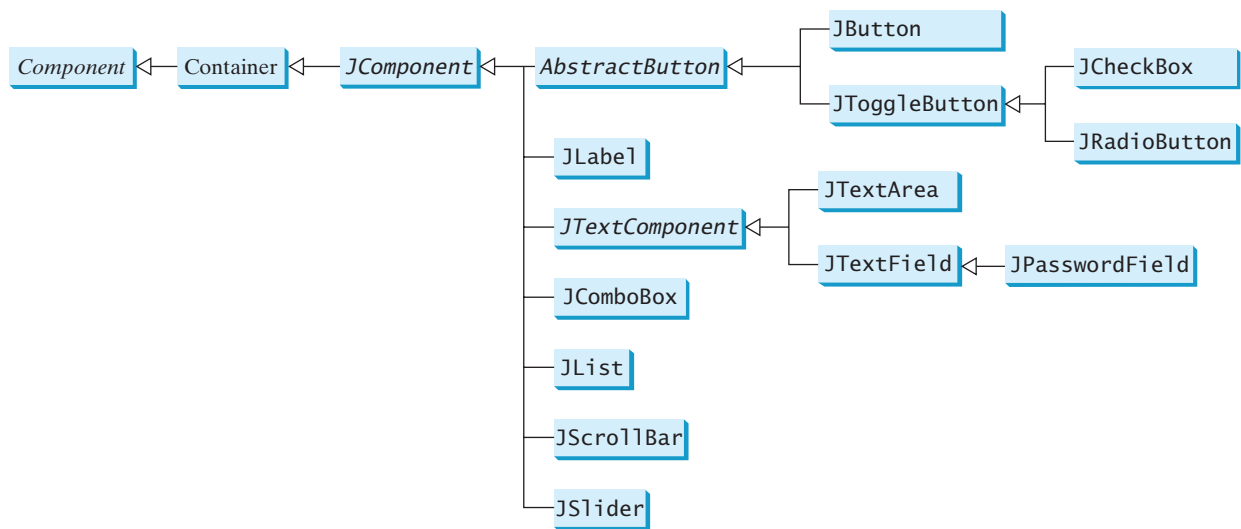 JButton
Component
Container
JComponent
AbstractButton
JCheckBox
JToggleButton
JRadioButton
JLabel
JTextArea
JTextComponent
JTextField
JPasswordField
JComboBox
JList
JScrollBar
JSlider